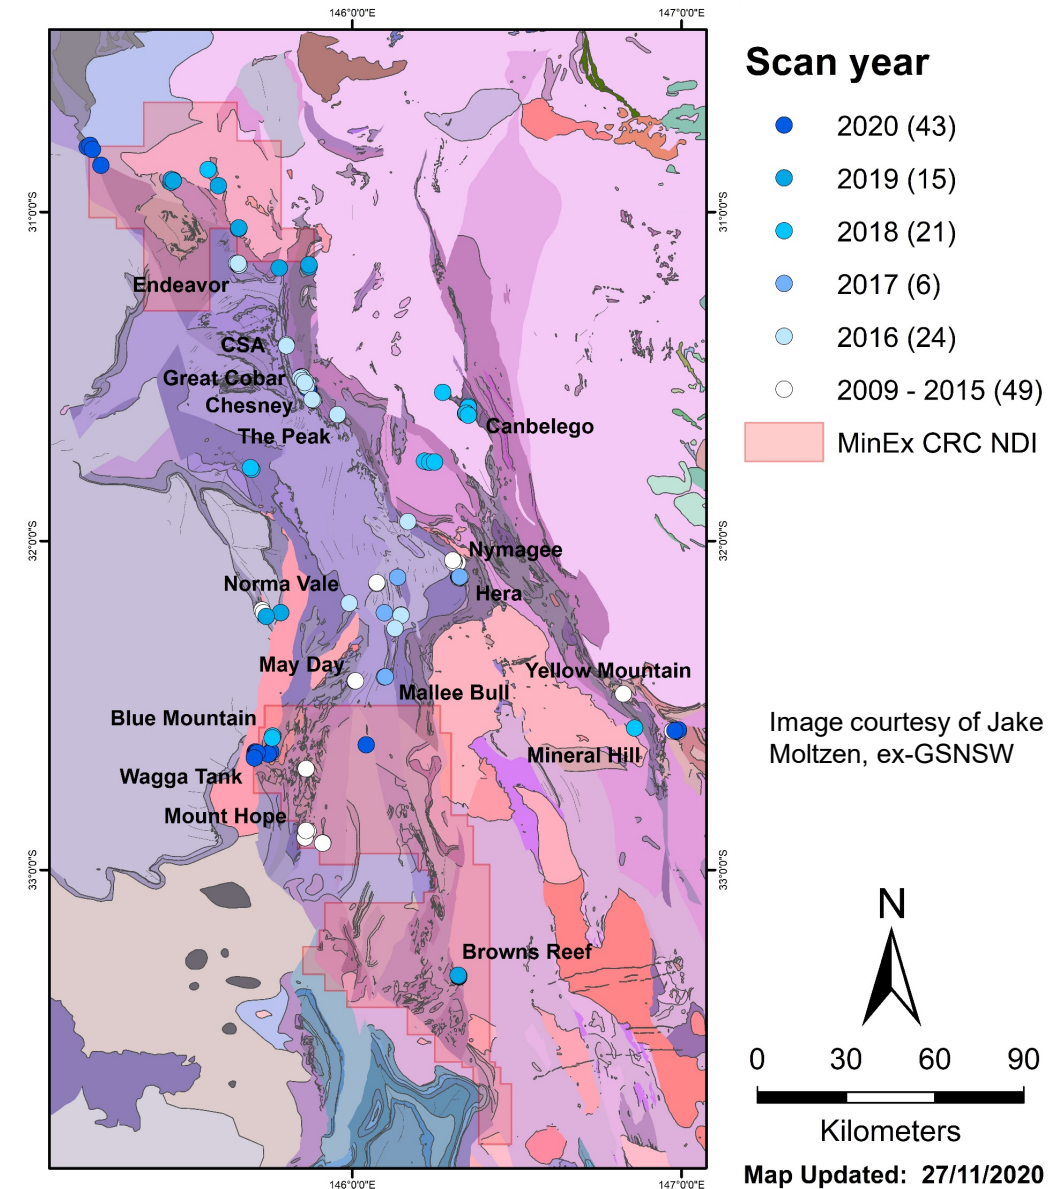 146°0'0"E
147°0'0"E
Scan year
2020 (43)
2019 (15)
2018 (21)
2017 (6)
2016 (24)
2009 - 2015 (49)
MinEx CRC NDI
31°0'0"S
31°0'0"S
Endeavor
CSA
Great Cobar
Chesney
The Peak
Canbelego
32°0'0"S
32°0'0"S
Nymagee
Norma Vale
Hera
May Day
Yellow Mountain
Mallee Bull
Blue Mountain
Mineral Hill
Wagga Tank
Mount Hope
Image courtesy of Jake
Moltzen, ex-GSNSW
33°0'0"S
33°0'0"S
Browns Reef
N
0 30 60 90
Kilometers
Map Updated: 27/11/2020
146°0'0"E
147°0'0"E